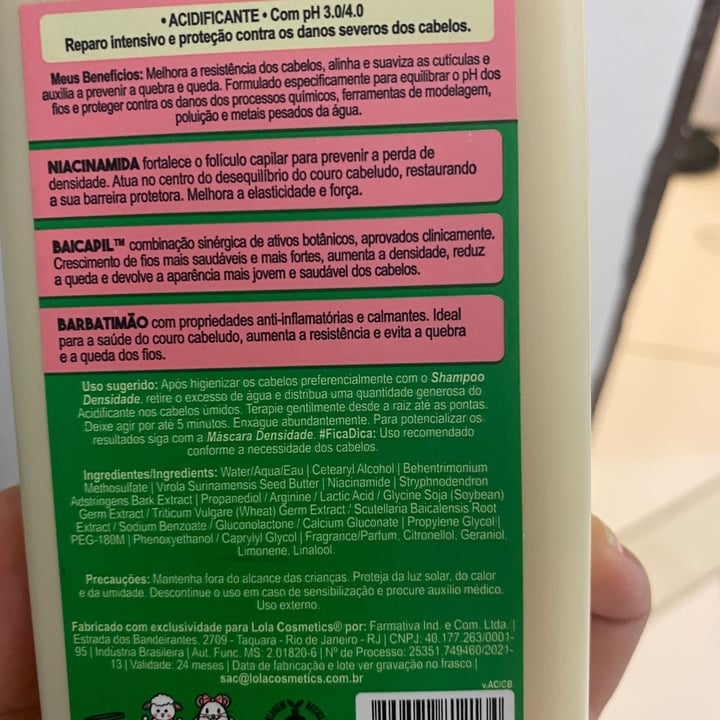 • ACIDIFICANTE • Com pH 3.0/4.0
Reparo intensivo e proteção contra os danos severos dos cabelos.
Meus Benefícios: Melhora a resistência dos cabelos, alinha e suaviza as cutículas e
auxilia a prevenir a quebra e queda. Formulado especificamente para equilibrar o pH dos
fios e proteger contra os danos dos processos químicos, ferramentas de modelagem,
poluição e metais pesados da água.
NIACINAMIDA fortalece o folículo capilar para prevenir a perda de
densidade. Atua no centro do desequilíbrio do couro cabeludo, restaurando
a sua barreira protetora. Melhora a elasticidade e força.
BAICAPIL™ combinação sinérgica de ativos botânicos, aprovados clinicamente.
Crescimento de fios mais saudáveis e mais fortes, aumenta a densidade, reduz
a queda e devolve a aparência mais jovem e saudável dos cabelos.
BARBATIMÃO com propriedades anti-inflamatórias e calmantes. Ideal
para a saúde do couro cabeludo, aumenta a resistência e evita a quebra
e a queda dos fios.
Uso sugerido: Após higienizar os cabelos preferencialmente com o Shampoo
Densidade, retire o excesso de água e distribua uma quantidade generosa do
Acidificante nos cabelos úmidos. Terapie gentilmente desde a raiz até as pontas.
Deixe agir por até 5 minutos. Enxágue abundantemente. Para potencializar os
resultados siga com a Máscara Densidade. #FicaDica: Uso recomendado
conforme a necessidade dos cabelos.
Ingredientes/Ingredients: Water/Aqua/Eau | Cetearyl Alcohol | Behentrimonium
Methosulfate | Virola Surinamensis Seed Butter | Niacinamide | Stryphnodendron
Adstringens Bark Extract | Propanediol / Arginine / Lactic Acid / Glycine Soja (Soybean)
Germ Extract / Triticum Vulgare (Wheat) Germ Extract / Scutellaria Baicalensis Root
Extract / Sodium Benzoate / Gluconolactone / Calcium Gluconate | Propylene Glycol |
PEG-180M | Phenoxyethanol / Caprylyl Glycol | Fragrance/Parfum, Citronellol, Geraniol,
Limonene, Linalool.
Precauções: Mantenha fora do alcance das crianças. Proteja da luz solar, do calor
e da umidade. Descontinue o uso em caso de sensibilização e procure auxílio médico.
Uso externo.
Fabricado com exclusividade para Lola Cosmetics® por: Farmativa Ind. e Com. Ltda. |
Estrada dos Bandeirantes, 2709 - Taquara - Rio de Janeiro - RJ | CNPJ: 40.177.263/0001-
95 | Indústria Brasileira | Aut. Func. MS: 2.01820-6 | Nº de Processo: 25351.749460/2021-
13 | Validade: 24 meses | Data de fabricação e lote ver gravação no frasco |
sac@lolacosmetics.com.br
v.AC/CB